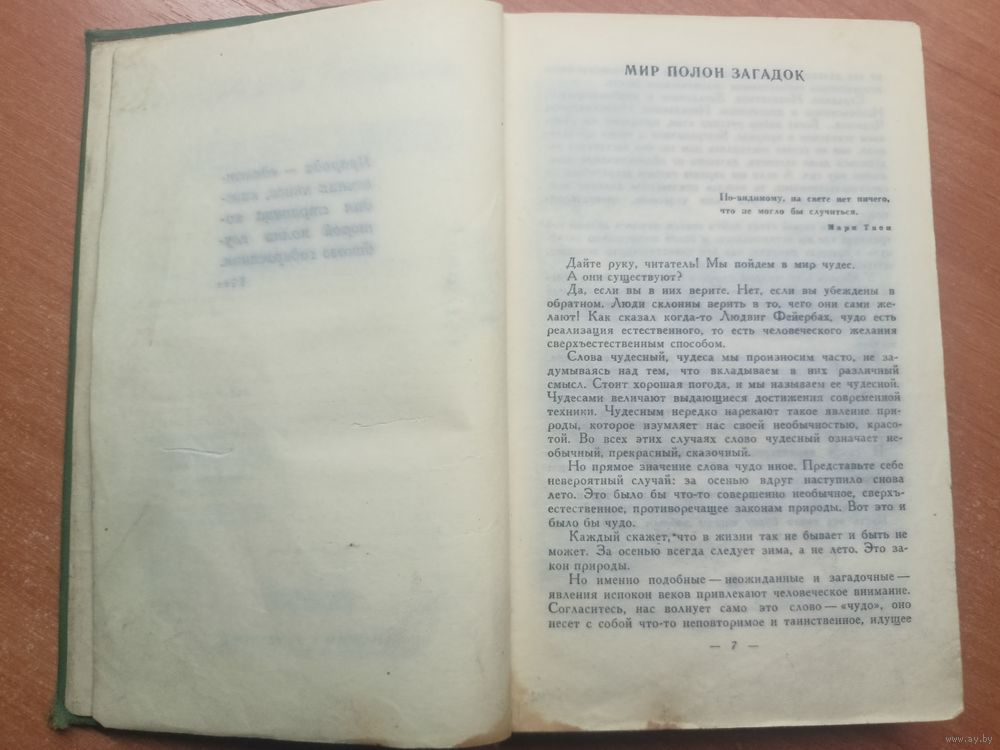 МИР ПОЛОН ЗАГАДОК
По-видимому, на свете нет ничего,
что не могло бы случиться.
Марк Твен
Дайте руку, читатель! Мы пойдем в мир чудес.
А они существуют?
Да, если вы в них верите. Нет, если вы убеждены в
обратном. Люди склонны верить в то, чего они сами же-
лают! Как сказал когда-то Людвиг Фейербах, чудо есть
реализация естественного, то есть человеческого желания
сверхъестественным способом.
Слова чудесный, чудеса мы произносим часто, не за-
думываясь над тем, что вкладываем в них различный
смысл. Стоит хорошая погода, и мы называем ее чудесной.
Чудесами величают выдающиеся достижения современной
техники. Чудесным нередко нарекают такое явление при-
роды, которое изумляет нас своей необычностью, красо-
той. Во всех этих случаях слово чудесный означает не-
обычный, прекрасный, сказочный.
Но прямое значение слова чудо иное. Представьте себе
невероятный случай: за осенью вдруг наступило снова
лето. Это было бы что-то совершенно необычное, сверхъ-
естественное, противоречащее законам природы. Вот это и
было бы чудо.
Каждый скажет, что в жизни так не бывает и быть не
может. За осенью всегда следует зима, а не лето. Это за-
кон природы.
Но именно подобные — неожиданные и загадочные —
явления испокон веков привлекают человеческое внимание.
Согласитесь, нас волнует само это слово — «чудо», оно
несет с собой что-то неповторимое и таинственное, идущее
— 7 —
www.ay.by